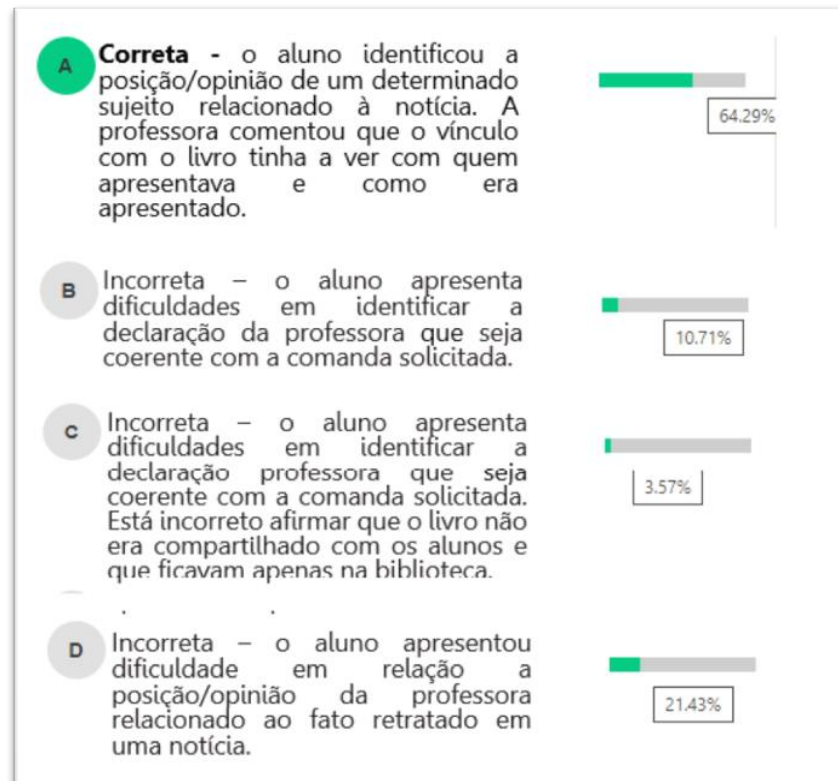 A
Correta - o aluno identificou a
posição/opinião de um determinado
sujeito relacionado à notícia. A
professora comentou que o vínculo
com o livro tinha a ver com quem
apresentava e como era
apresentado.
64.29%
B
Incorreta – o aluno apresenta
dificuldades em identificar a
declaração da professora que seja
coerente com a comanda solicitada.
10.71%
C
Incorreta – o aluno apresenta
dificuldades em identificar a
declaração professora que seja
coerente com a comanda solicitada.
Está incorreto afirmar que o livro não
era compartilhado com os alunos e
que ficavam apenas na biblioteca.
3.57%
D
Incorreta – o aluno apresentou
dificuldade em relação a
posição/opinião da professora
relacionado ao fato retratado em
uma notícia.
21.43%